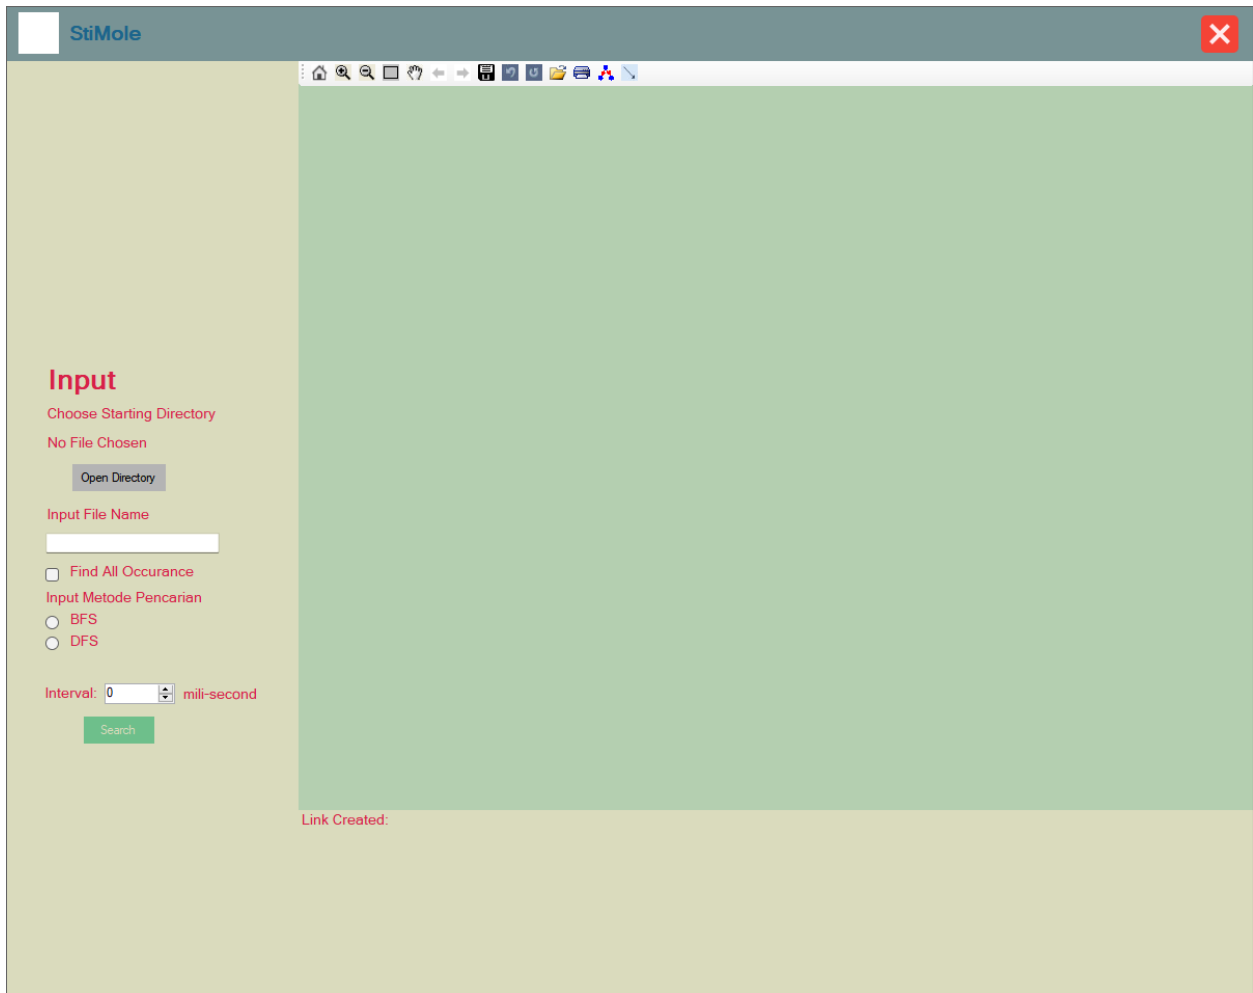 StiMole
Input
Choose Starting Directory
No File Chosen
Open Directory
Input File Name
Find All Occurance
Input Metode Pencarian
BFS
DFS
Interval: 0 mili-second
Search
Link Created: